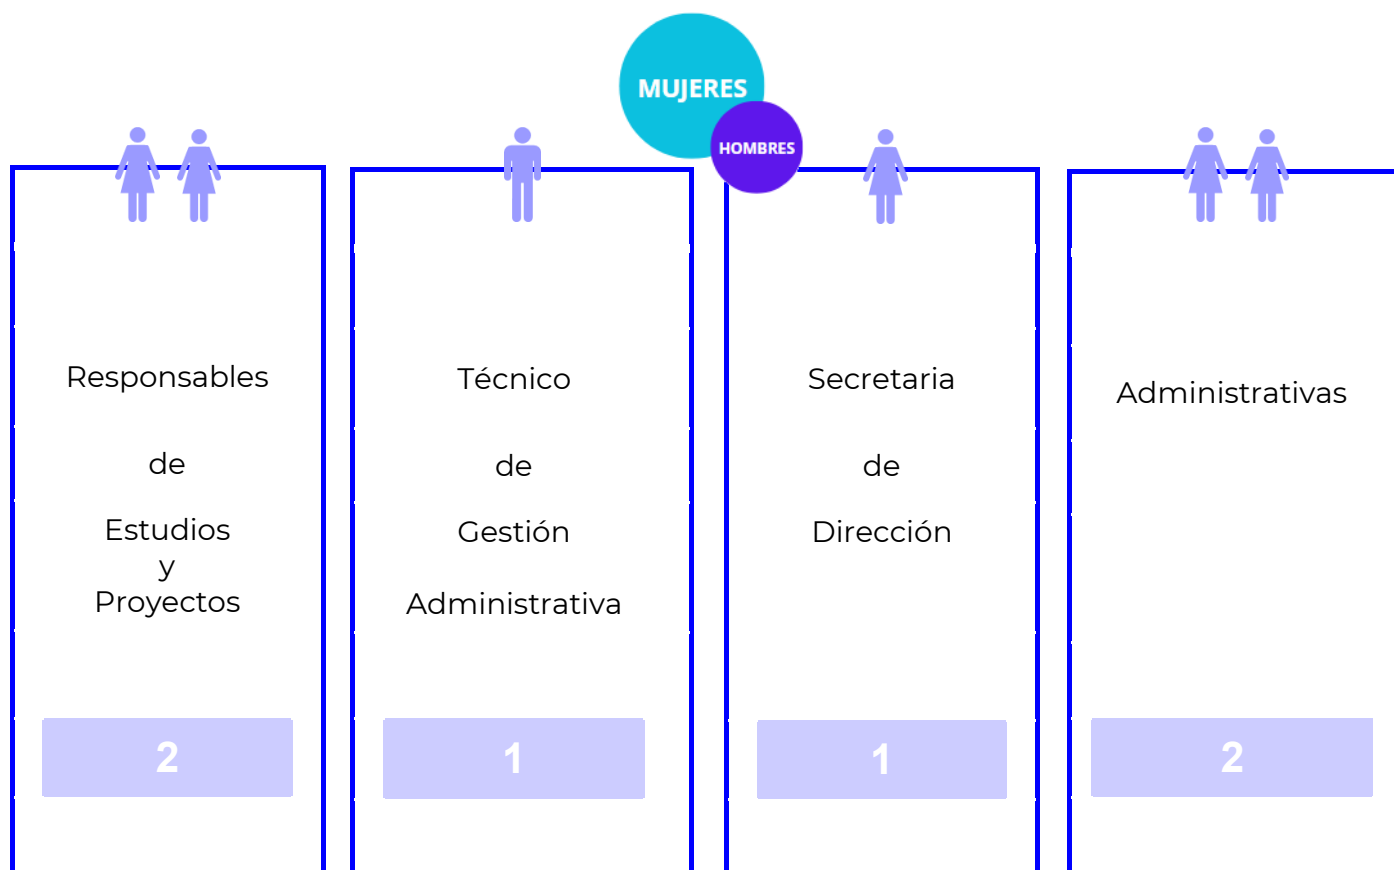 MUJERES
HOMBRES
Responsables
de
Estudios
y
Proyectos
2
Técnico
de
Gestión
Administrativa
1
Secretaria
de
Dirección
1
Administrativas
2